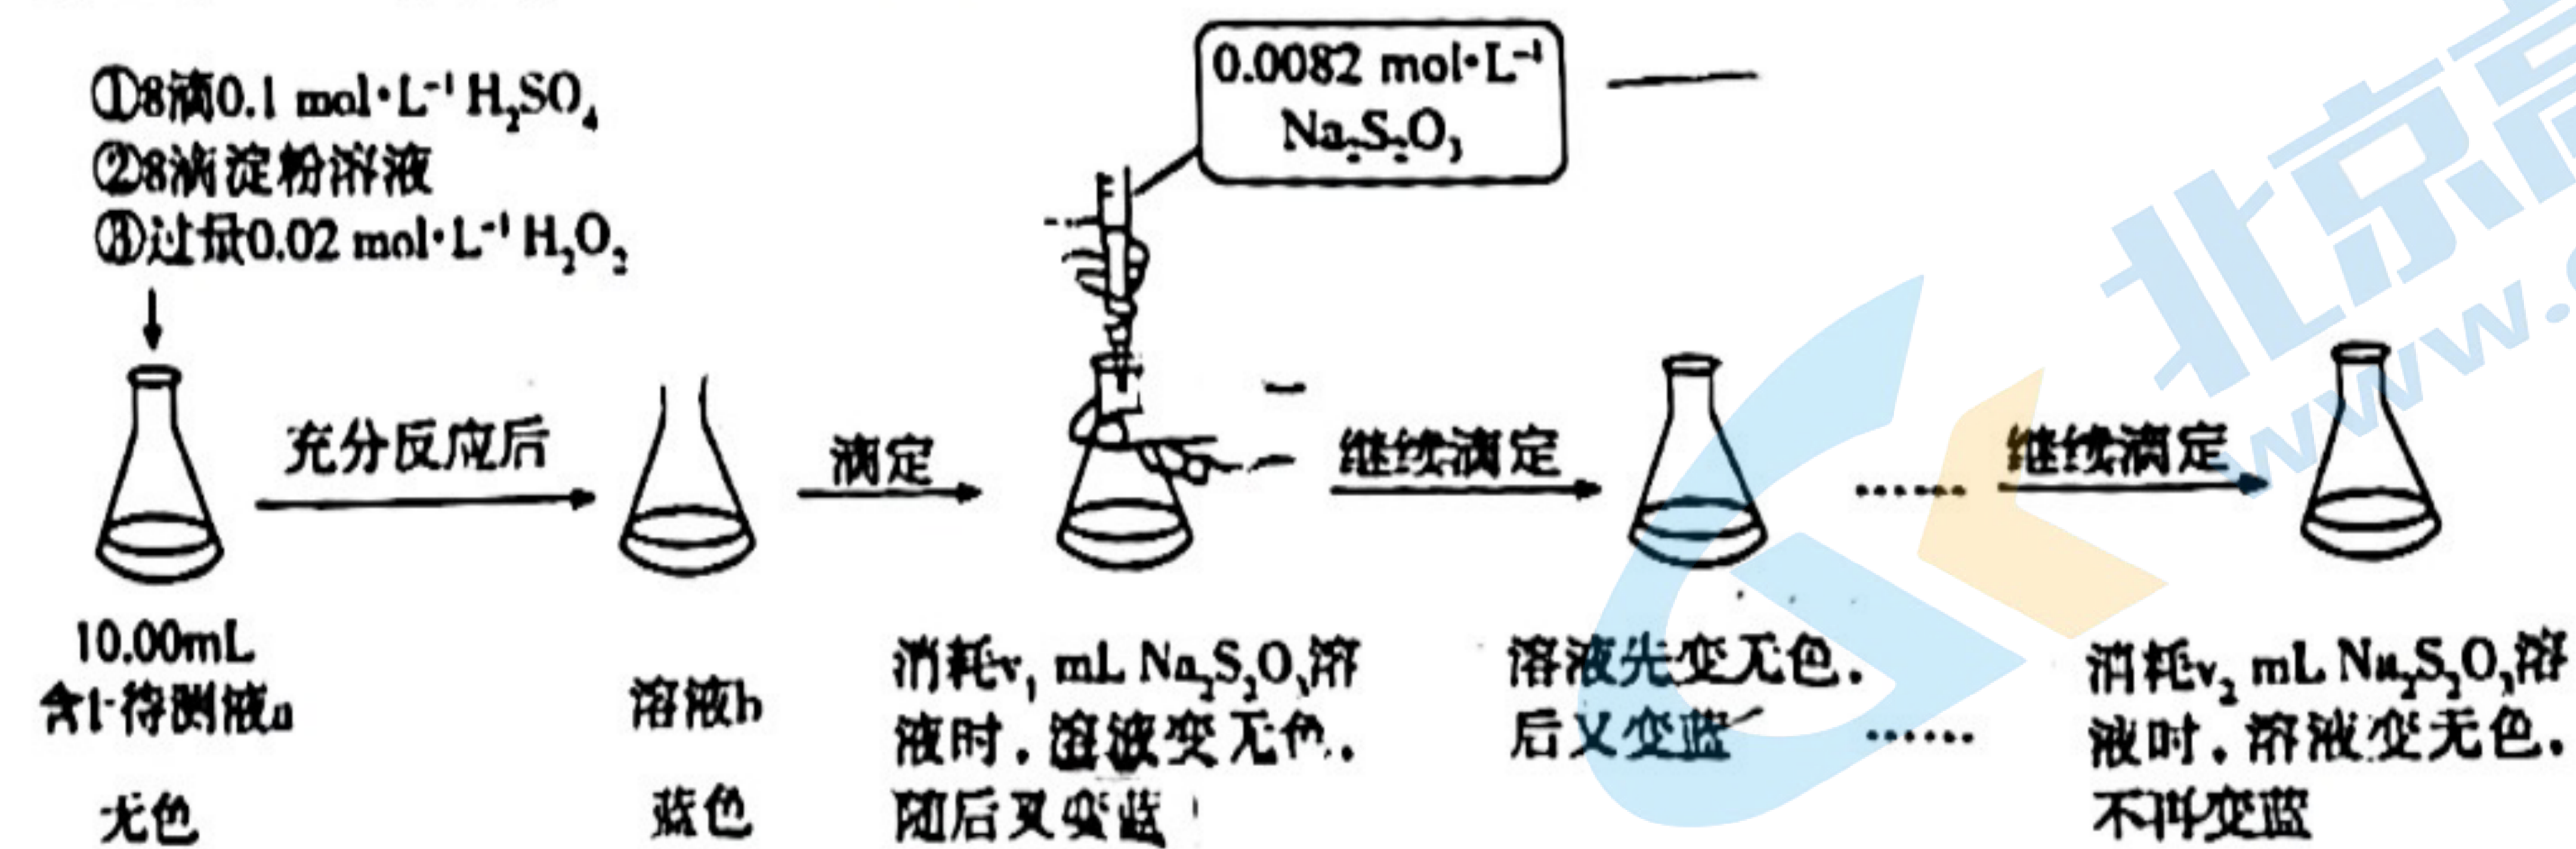 ①8滴0.1 mol·L⁻¹ H₂SO₄
②8滴淀粉溶液
③过量0.02 mol·L⁻¹ H₂O₂
0.0082 mol·L⁻¹
Na₂S₂O₃
充分反应后
滴定
继续滴定
……
继续滴定
10.00mL
含I⁻待测液a
无色
溶液b
蓝色
消耗v₁ mL Na₂S₂O₃溶
液时,溶液变无色,
随后又变蓝
溶液先变无色,
后又变蓝
……
消耗v₂ mL Na₂S₂O₃溶
液时,溶液变无色,
不再变蓝
北京高
www.